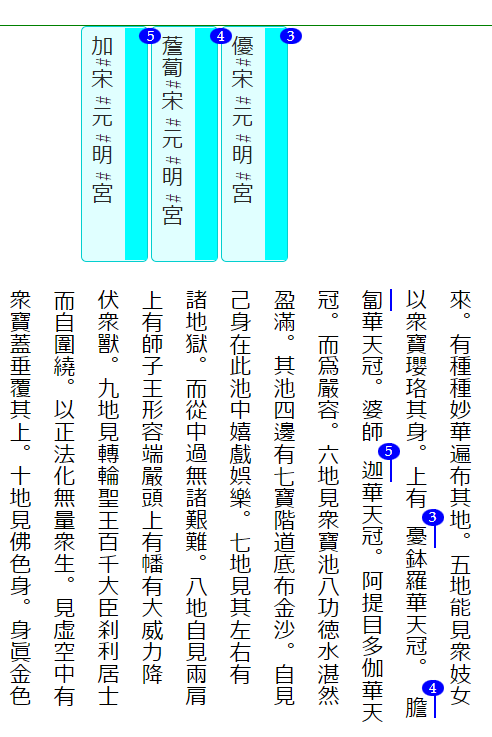 3 優#宋 #元 #明 #宮
4 薝蔔#宋 #元 #明 #宮
5 加#宋 #元 #明 #宮
來。有種種妙華遍布其地。五地能見衆妓女
以衆寶瓔珞其身。上有3憂鉢羅華天冠。4膽
匐華天冠。婆師5迦華天冠。阿提目多伽華天
冠。而爲嚴容。六地見衆寶池八功徳水湛然
盈滿。其池四邊有七寶階道底布金沙。自見
己身在此池中嬉戲娯樂。七地見其左右有
諸地獄。而從中過無諸艱難。八地自見兩肩
上有師子王形容端嚴頭上有幡有大威力降
伏衆獸。九地見轉輪聖王百千大臣刹利居士
而自圍繞。以正法化無量衆生。見虚空中有
衆寶蓋垂覆其上。十地見佛色身。身眞金色